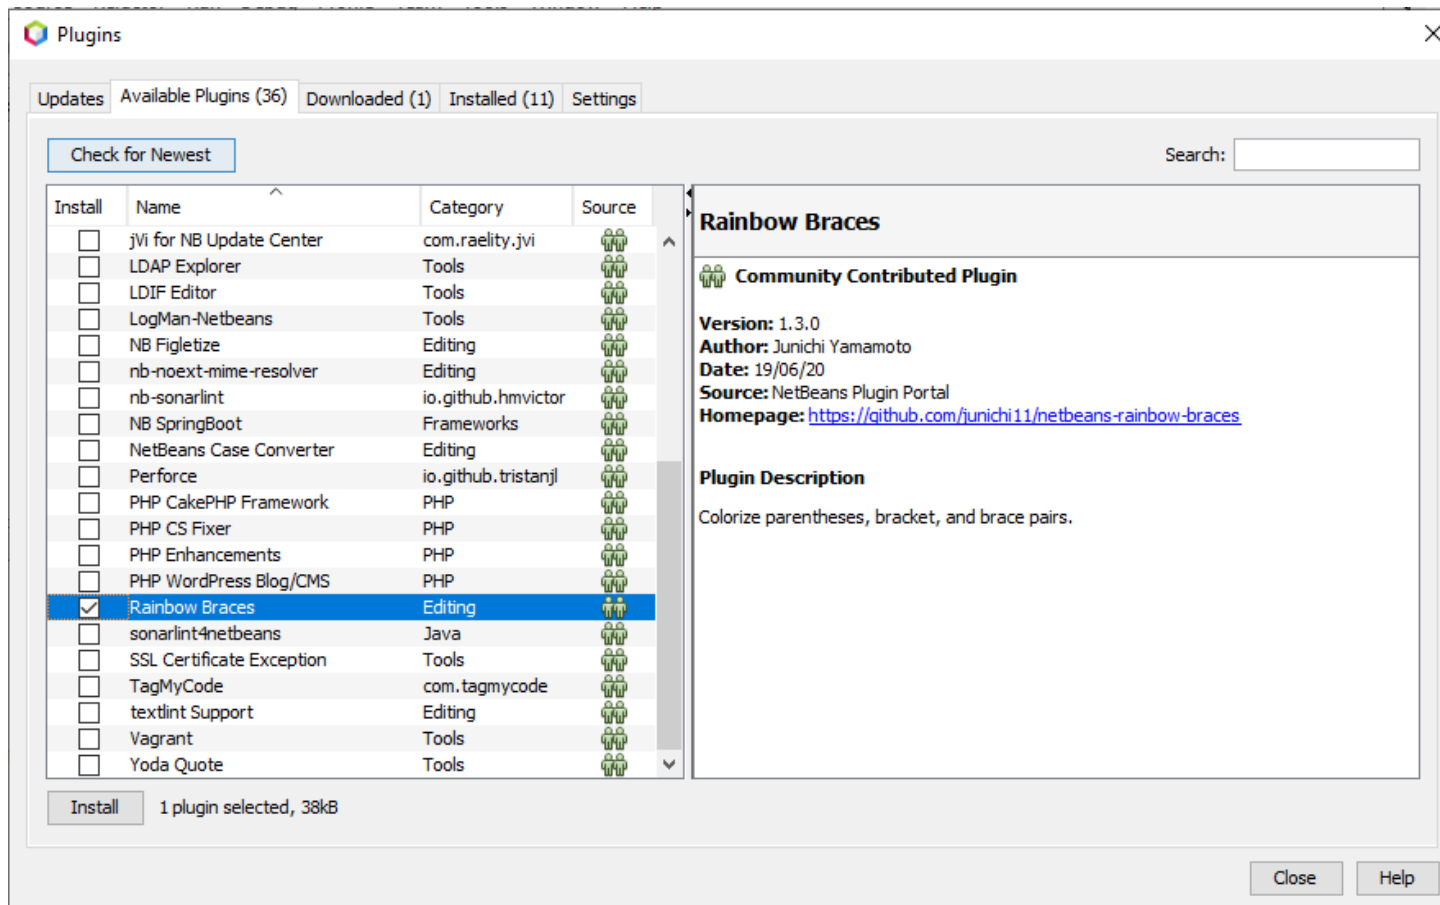 Plugins
Updates Available Plugins (36) Downloaded (1) Installed (11) Settings
Check for Newest Search:
Install Name Category Source
jVi for NB Update Center com.raelity.jvi
LDAP Explorer Tools
LDIF Editor Tools
LogMan-Netbeans Tools
NB Figletize Editing
nb-noext-mime-resolver Editing
nb-sonarlint io.github.hmvictor
NB SpringBoot Frameworks
NetBeans Case Converter Editing
Perforce io.github.tristanjl
PHP CakePHP Framework PHP
PHP CS Fixer PHP
PHP Enhancements PHP
PHP WordPress Blog/CMS PHP
Rainbow Braces Editing
sonarlint4netbeans Java
SSL Certificate Exception Tools
TagMyCode com.tagmycode
textlint Support Editing
Vagrant Tools
Yoda Quote Tools
Rainbow Braces
Community Contributed Plugin
Version: 1.3.0
Author: Junichi Yamamoto
Date: 19/06/20
Source: NetBeans Plugin Portal
Homepage: https://github.com/junichi11/netbeans-rainbow-braces
Plugin Description
Colorize parentheses, bracket, and brace pairs.
Install 1 plugin selected, 38kB
Close Help